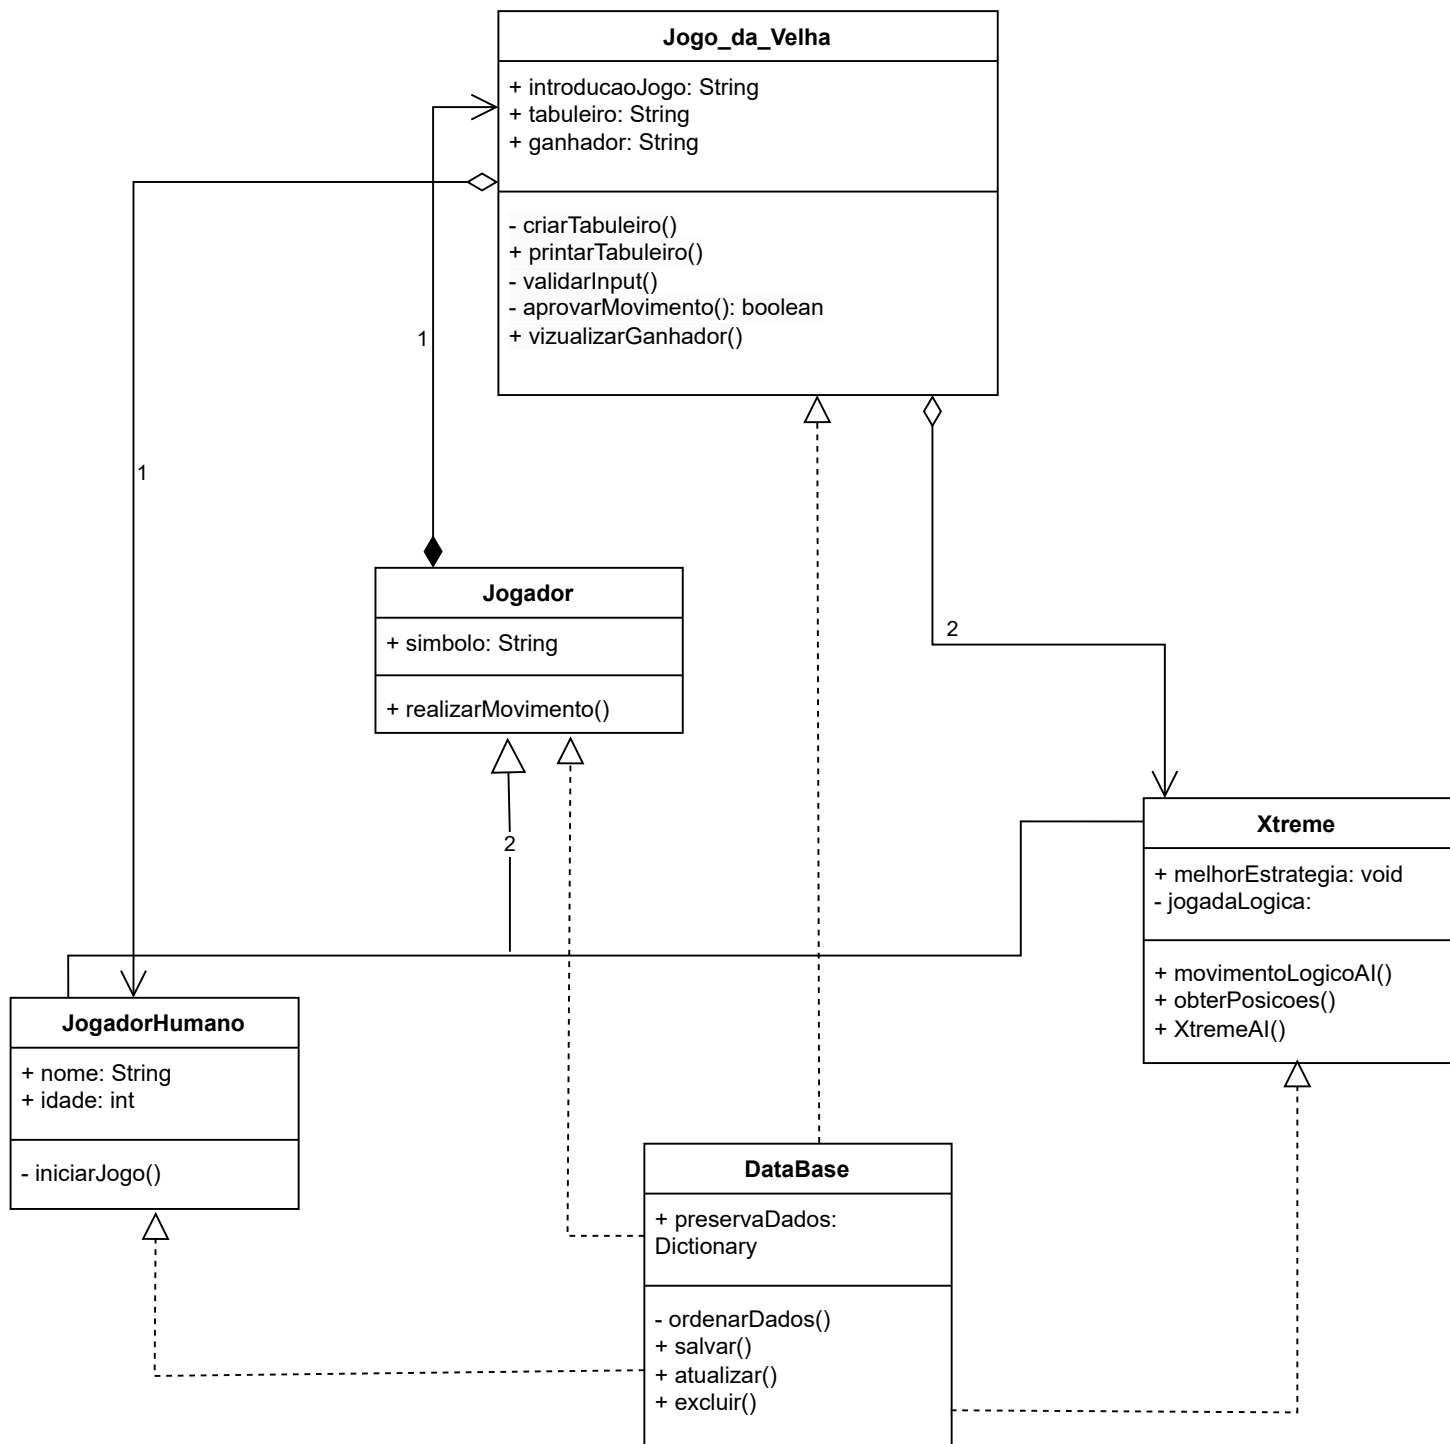 Jogo_da_Velha
+ introducaoJogo: String
+ tabuleiro: String
+ ganhador: String
- criarTabuleiro()
+ printarTabuleiro()
- validarInput()
- aprovarMovimento(): boolean
+ vizualizarGanhador()
1
1
Jogador
+ simbolo: String
+ realizarMovimento()
2
2
Xtreme
+ melhorEstrategia: void
- jogadaLogica:
+ movimentoLogicoAI()
+ obterPosicoes()
+ XtremeAI()
JogadorHumano
+ nome: String
+ idade: int
- iniciarJogo()
DataBase
+ preservaDados:
Dictionary
- ordenarDados()
+ salvar()
+ atualizar()
+ excluir()